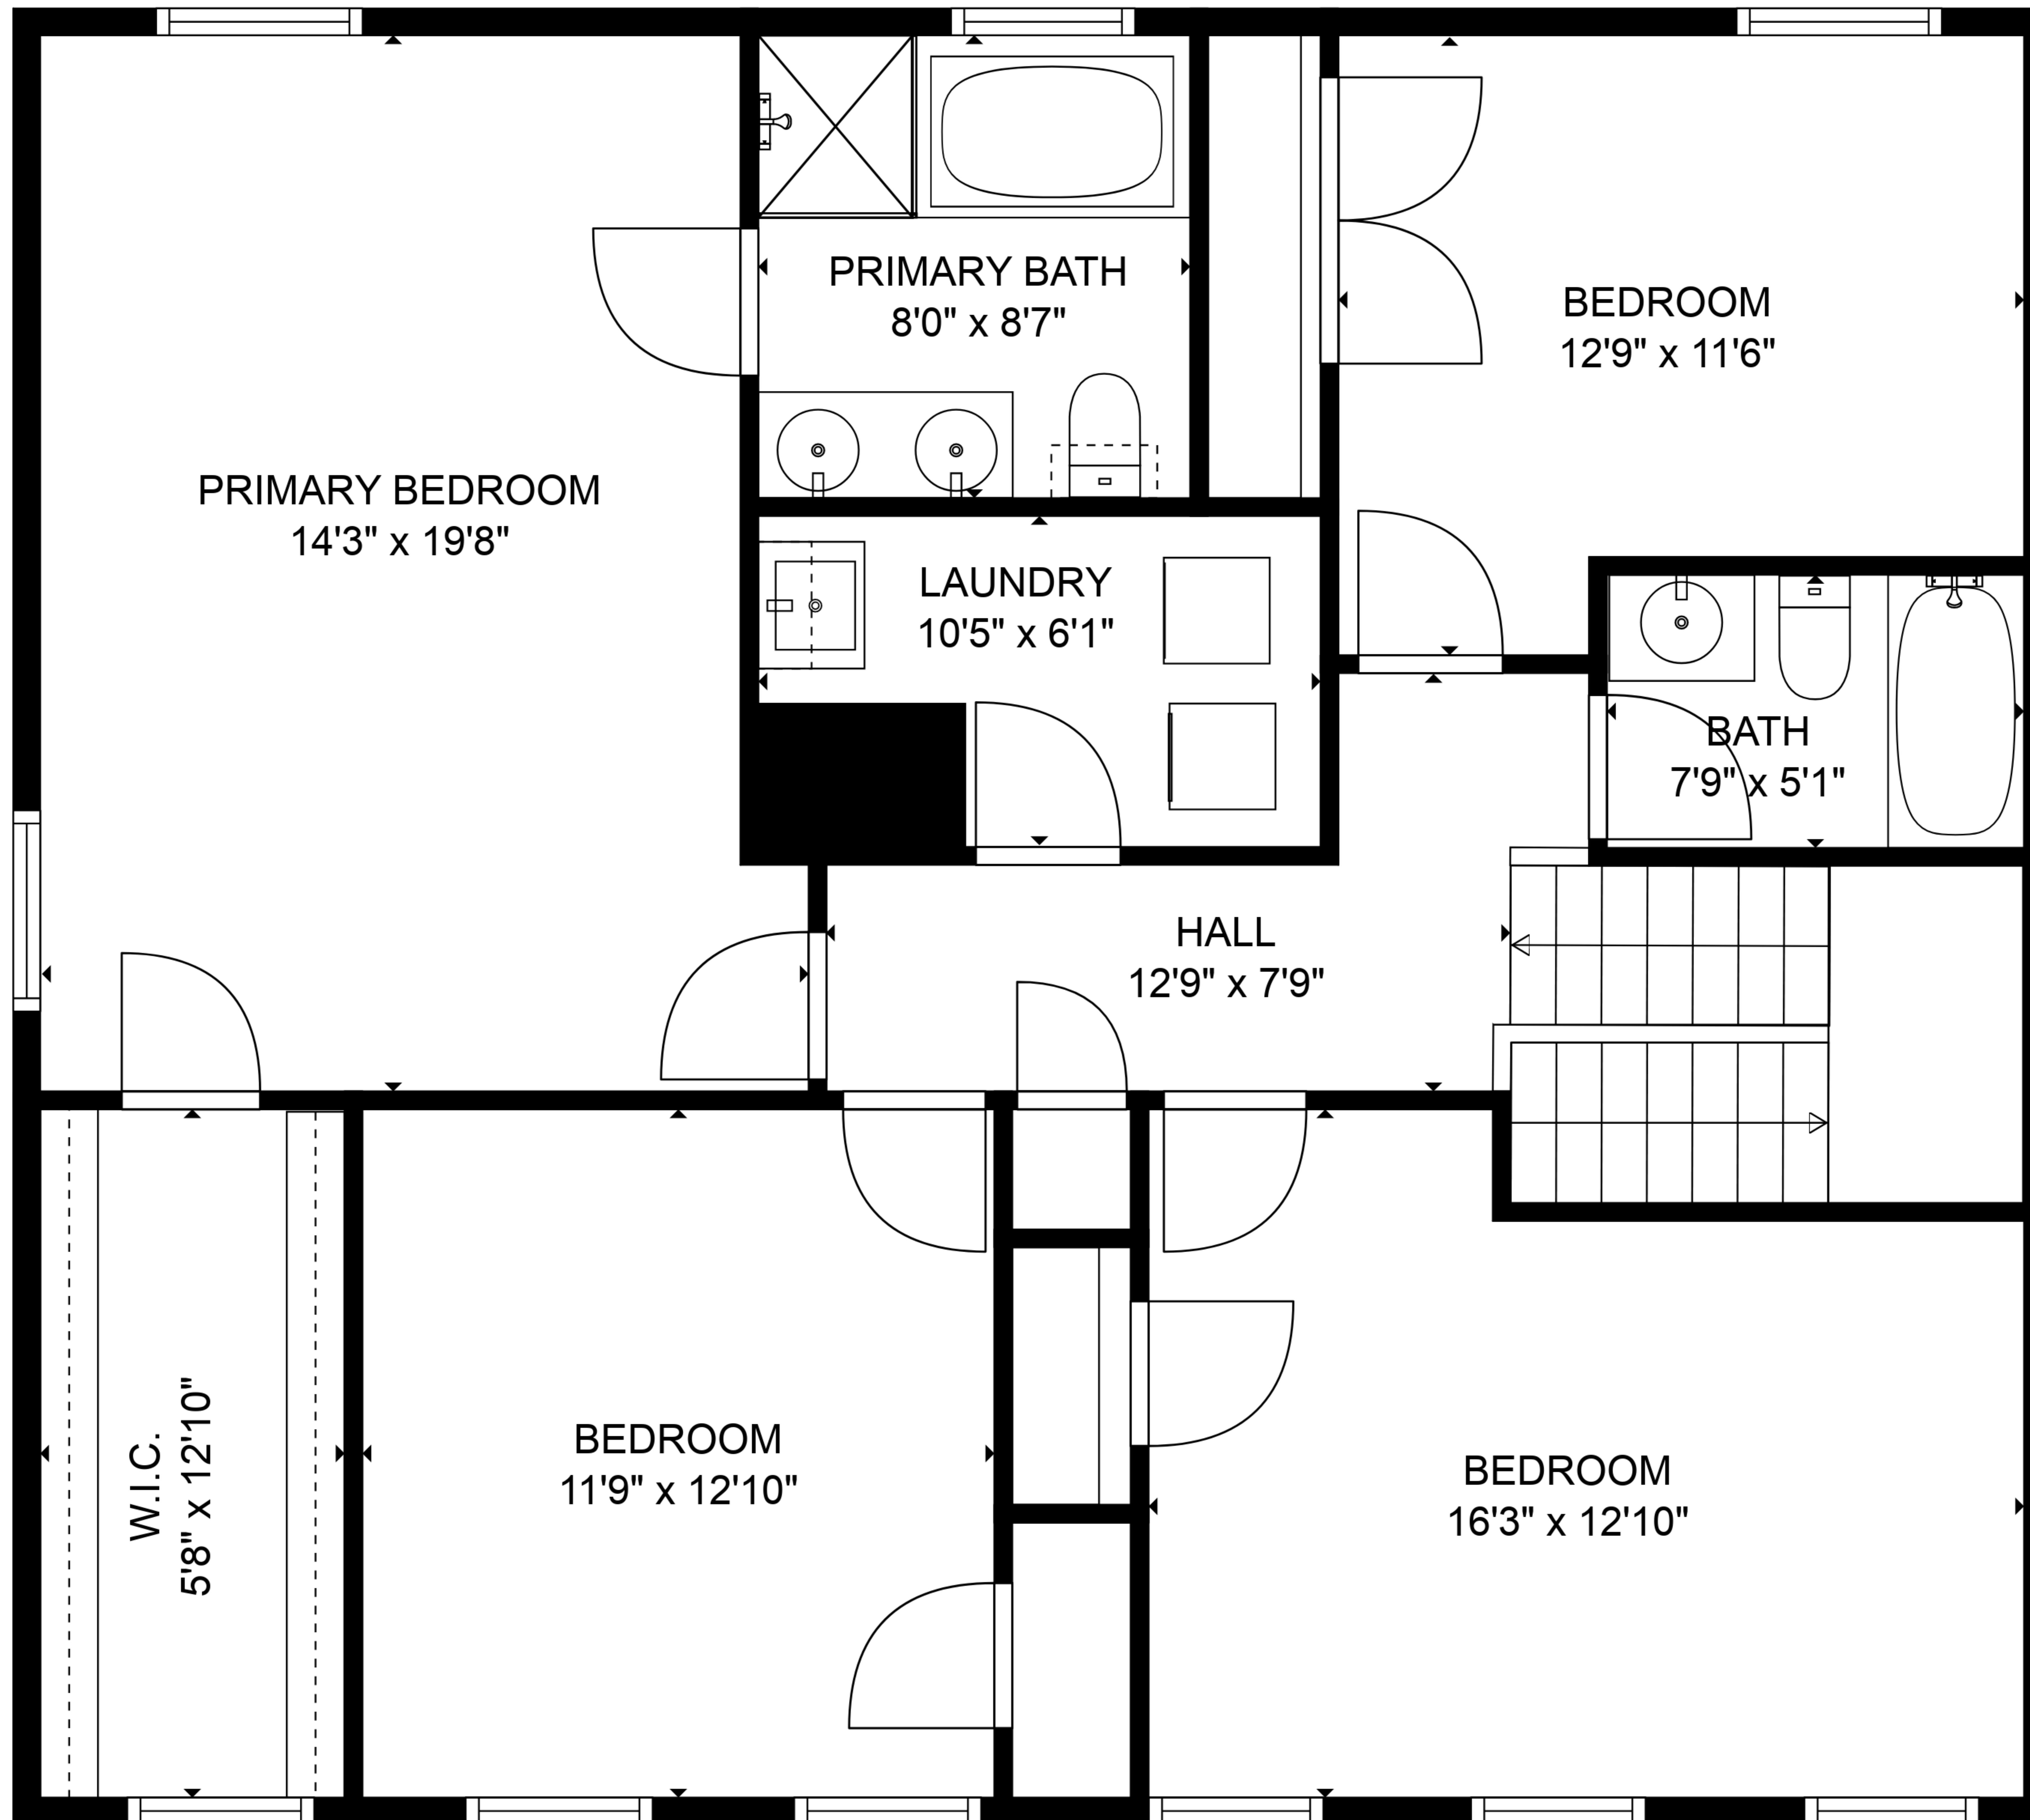 PRIMARY BATH
8'0" x 8'7"
BEDROOM
12'9" x 11'6"
PRIMARY BEDROOM
14'3" x 19'8"
LAUNDRY
10'5" x 6'1"
BATH
7'9" x 5'1"
HALL
12'9" x 7'9"
W.I.C.
5'8" x 12'10"
BEDROOM
11'9" x 12'10"
BEDROOM
16'3" x 12'10"